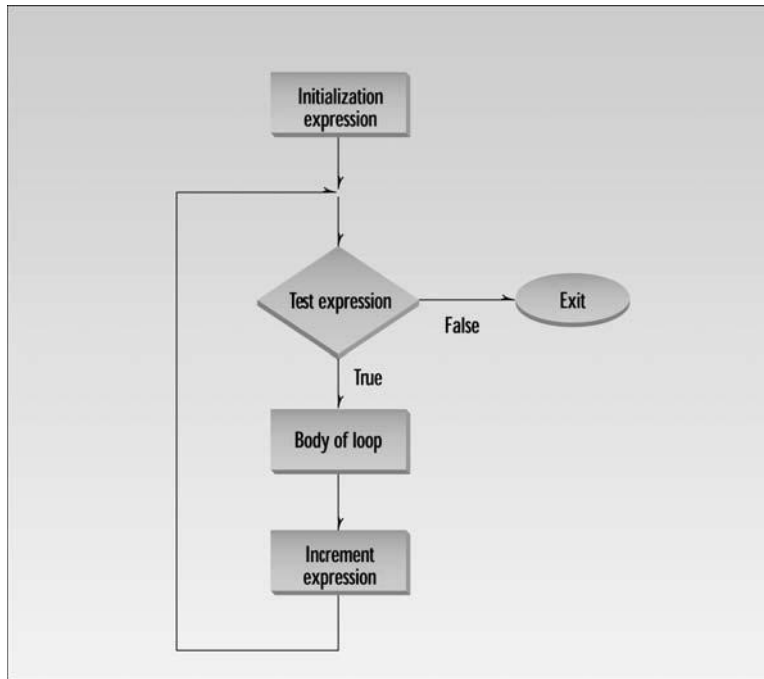 Initialization
expression
Test expression
Exit
False
True
Body of loop
Increment
expression